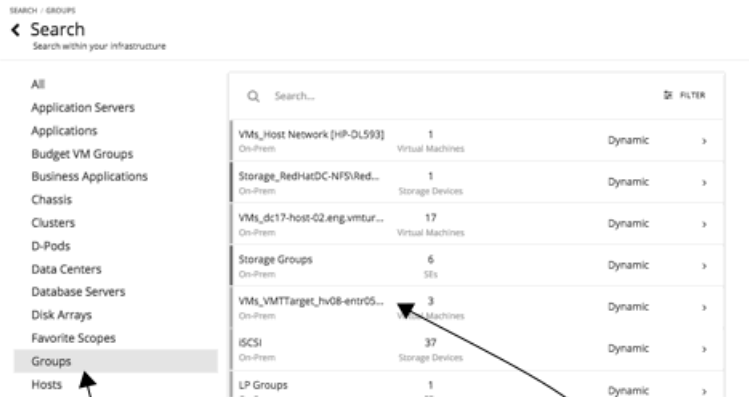 SEARCH / GROUPS
Search
Search within your infrastructure
All
Application Servers
Applications
Budget VM Groups
Business Applications
Chassis
Clusters
D-Pods
Data Centers
Database Servers
Disk Arrays
Favorite Scopes
Groups
Hosts
Search...
FILTER
VMs_Host Network [HP-DL593] 1 Dynamic
On-Prem Virtual Machines
Storage_RedHatDC-NFS\Red... 1 Dynamic
On-Prem Storage Devices
VMs_dc17-host-02.eng.vmtur... 17 Dynamic
On-Prem Virtual Machines
Storage Groups 6 Dynamic
On-Prem SEs
VMs_VMTTarget_hv08-entr05... 3 Dynamic
On-Prem Virtual Machines
iSCSI 37 Dynamic
On-Prem Storage Devices
LP Groups 1 Dynamic